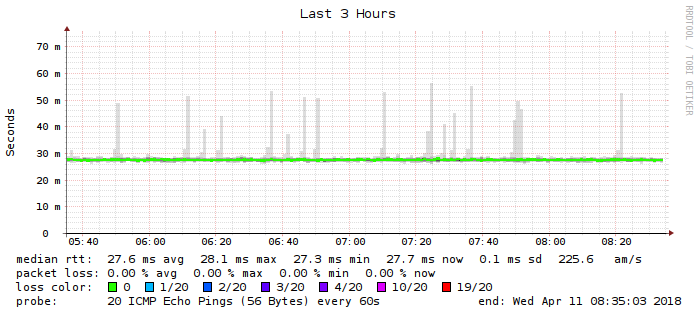 Last 3 Hours
RRDTOOL / TOBI OETIKER
Seconds
70 m
60 m
50 m
40 m
30 m
20 m
10 m
0
05:40 06:00 06:20 06:40 07:00 07:20 07:40 08:00 08:20
median rtt: 27.6 ms avg 28.1 ms max 27.3 ms min 27.7 ms now 0.1 ms sd 225.6 am/s
packet loss: 0.00 % avg 0.00 % max 0.00 % min 0.00 % now
loss color: 0 1/20 2/20 3/20 4/20 10/20 19/20
probe: 20 ICMP Echo Pings (56 Bytes) every 60s end: Wed Apr 11 08:35:03 2018